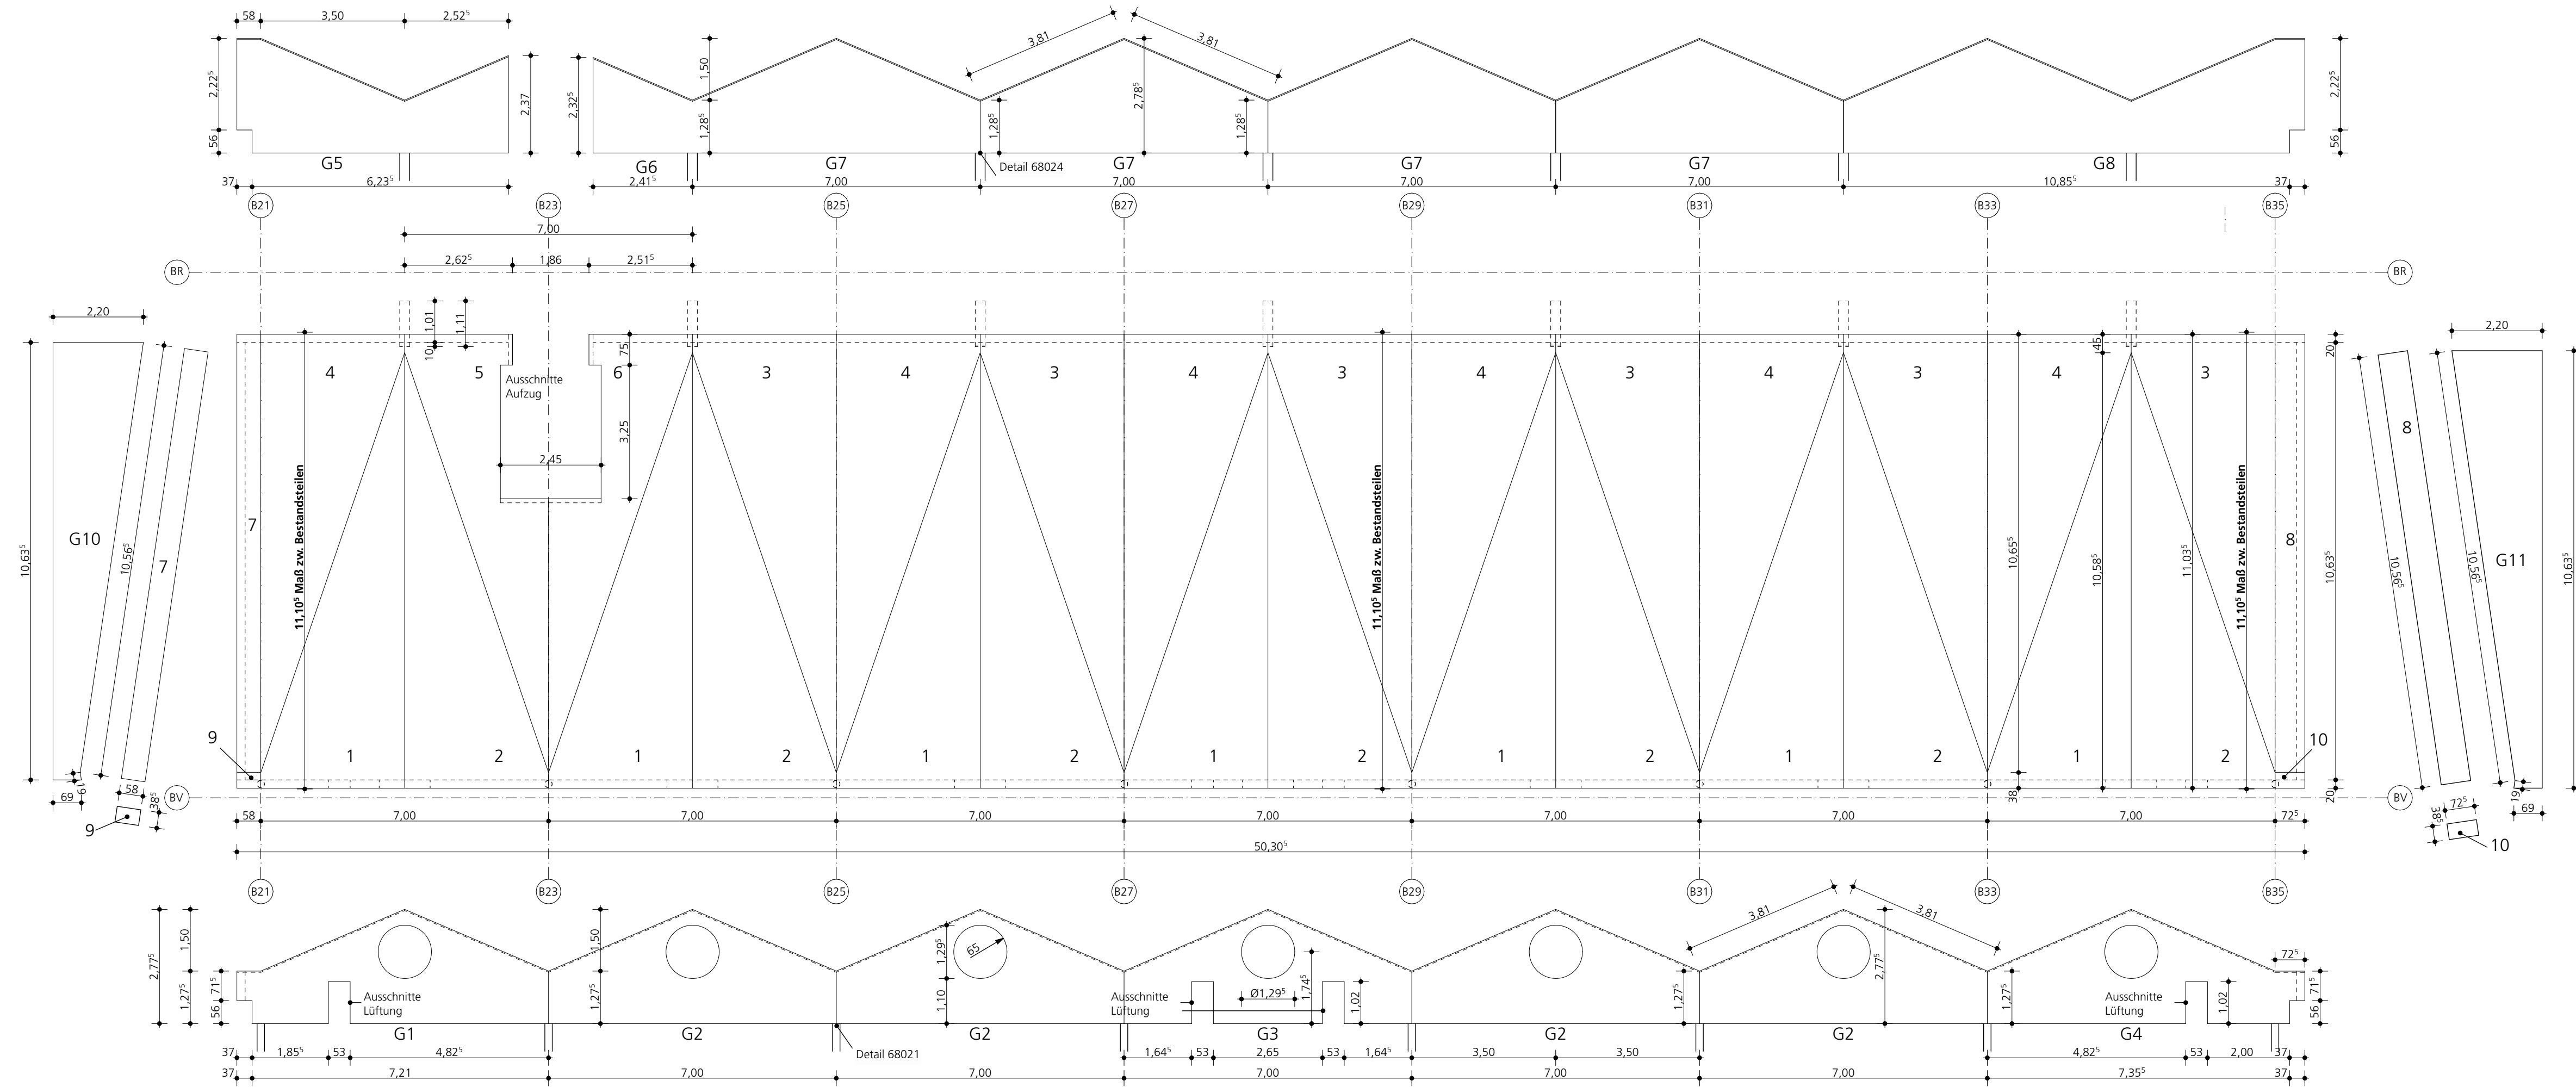 58 3,50 2,52⁵
3,81 3,81
2,22⁵ 56 2,37 2,32⁵ 1,50 1,28⁵ 1,28⁵ 2,78⁵ 1,28⁵ 2,22⁵ 56
G5 G6 G7 G7 G7 G7 G8
Detail 68024
37 6,23⁵ 2,41⁵ 7,00 7,00 7,00 7,00 10,85⁵ 37
B21 B23 B25 B27 B29 B31 B33 B35
7,00
2,62⁵ 1,86 2,51⁵
BR BR
2,20 2,20
1,01 1,11 10 75 45 20
4 5 6 3 4 3 4 3 4 3 4 3 4 3
Ausschnitte
Aufzug
3,25
2,45
8
7 8
G10 G11
10,63⁵ 10,56⁵ 7
11,10⁵ Maß zw. Bestandsteilen
11,10⁵ Maß zw. Bestandsteilen
11,10⁵ Maß zw. Bestandsteilen
10,65⁵ 10,58⁵ 11,03⁵ 10,63⁵ 10,56⁵ 10,56⁵ 10,63⁵
9 10
1 2 1 2 1 2 1 2 1 2 1 2 1 2
19 69 58 38⁵ 9
38 20
19 69 72⁵ 38⁵ 10
BV BV
58 7,00 7,00 7,00 7,00 7,00 7,00 7,00 72⁵
50,30⁵
B21 B23 B25 B27 B29 B31 B33 B35
3,81 3,81
2,77⁵ 1,50 1,27⁵ 71⁵ 56
1,50 1,27⁵
65
1,29⁵ 1,10
Ø1,29⁵
1,74⁵ 1,02
1,27⁵ 2,77⁵ 1,27⁵
72⁵ 1,02 71⁵ 56
Ausschnitte
Lüftung
Ausschnitte
Lüftung
Ausschnitte
Lüftung
G1 G2 G2 G3 G2 G2 G4
Detail 68021
37 1,85⁵ 53 4,82⁵ 1,64⁵ 53 2,65 53 1,64⁵ 3,50 3,50 4,82⁵ 53 2,00 37
37 7,21 7,00 7,00 7,00 7,00 7,00 7,35⁵ 37